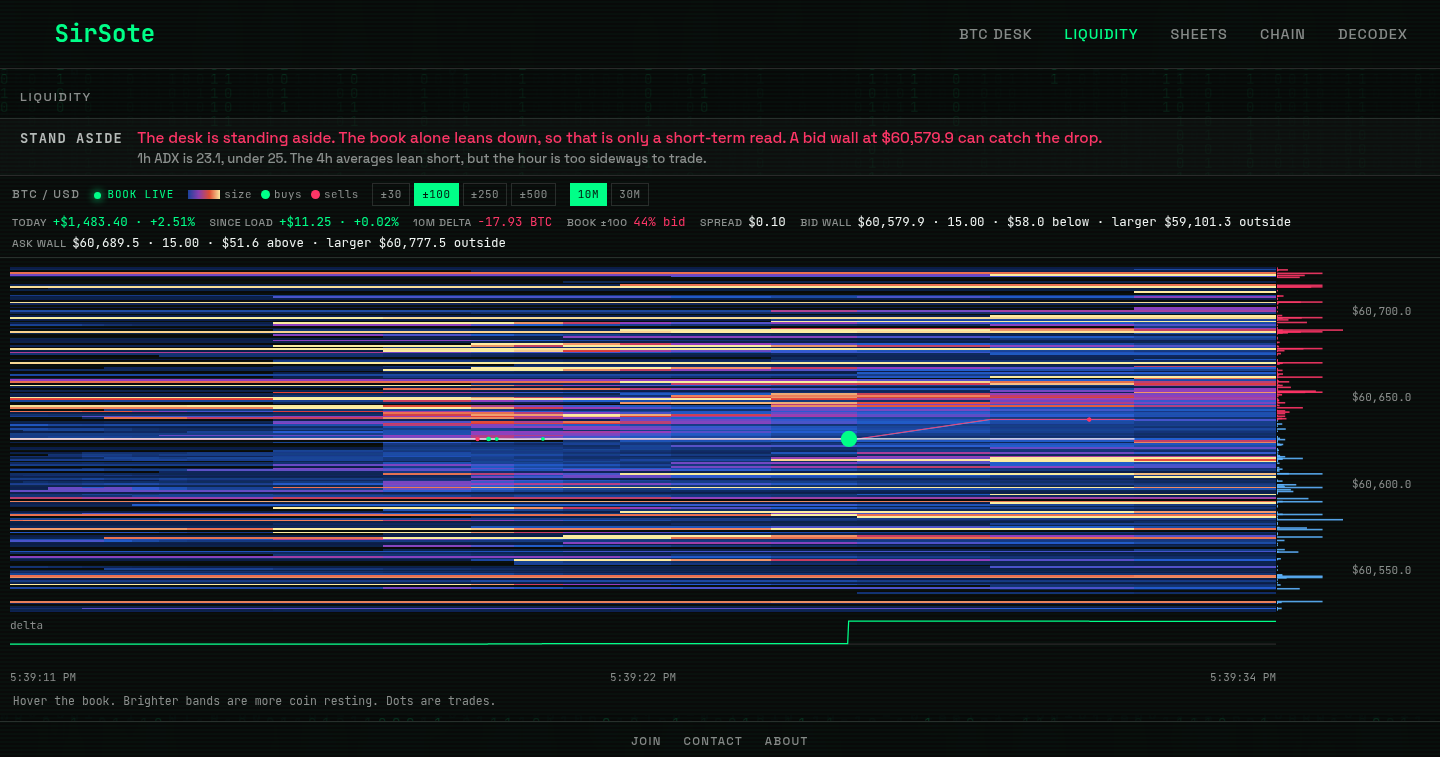 SirSote
BTC DESK LIQUIDITY SHEETS CHAIN DECODEX
LIQUIDITY
STAND ASIDE The desk is standing aside. The book alone leans down, so that is only a short-term read. A bid wall at $60,579.9 can catch the drop.
1h ADX is 23.1, under 25. The 4h averages lean short, but the hour is too sideways to trade.
BTC / USD BOOK LIVE size buys sells ±30 ±100 ±250 ±500 10M 30M
TODAY +$1,483.40 · +2.51% SINCE LOAD +$11.25 · +0.02% 10M DELTA -17.93 BTC BOOK ±100 44% bid SPREAD $0.10 BID WALL $60,579.9 · 15.00 · $58.0 below · larger $59,101.3 outside
ASK WALL $60,689.5 · 15.00 · $51.6 above · larger $60,777.5 outside
$60,700.0
$60,650.0
$60,600.0
$60,550.0
delta
5:39:11 PM 5:39:22 PM 5:39:34 PM
Hover the book. Brighter bands are more coin resting. Dots are trades.
JOIN CONTACT ABOUT